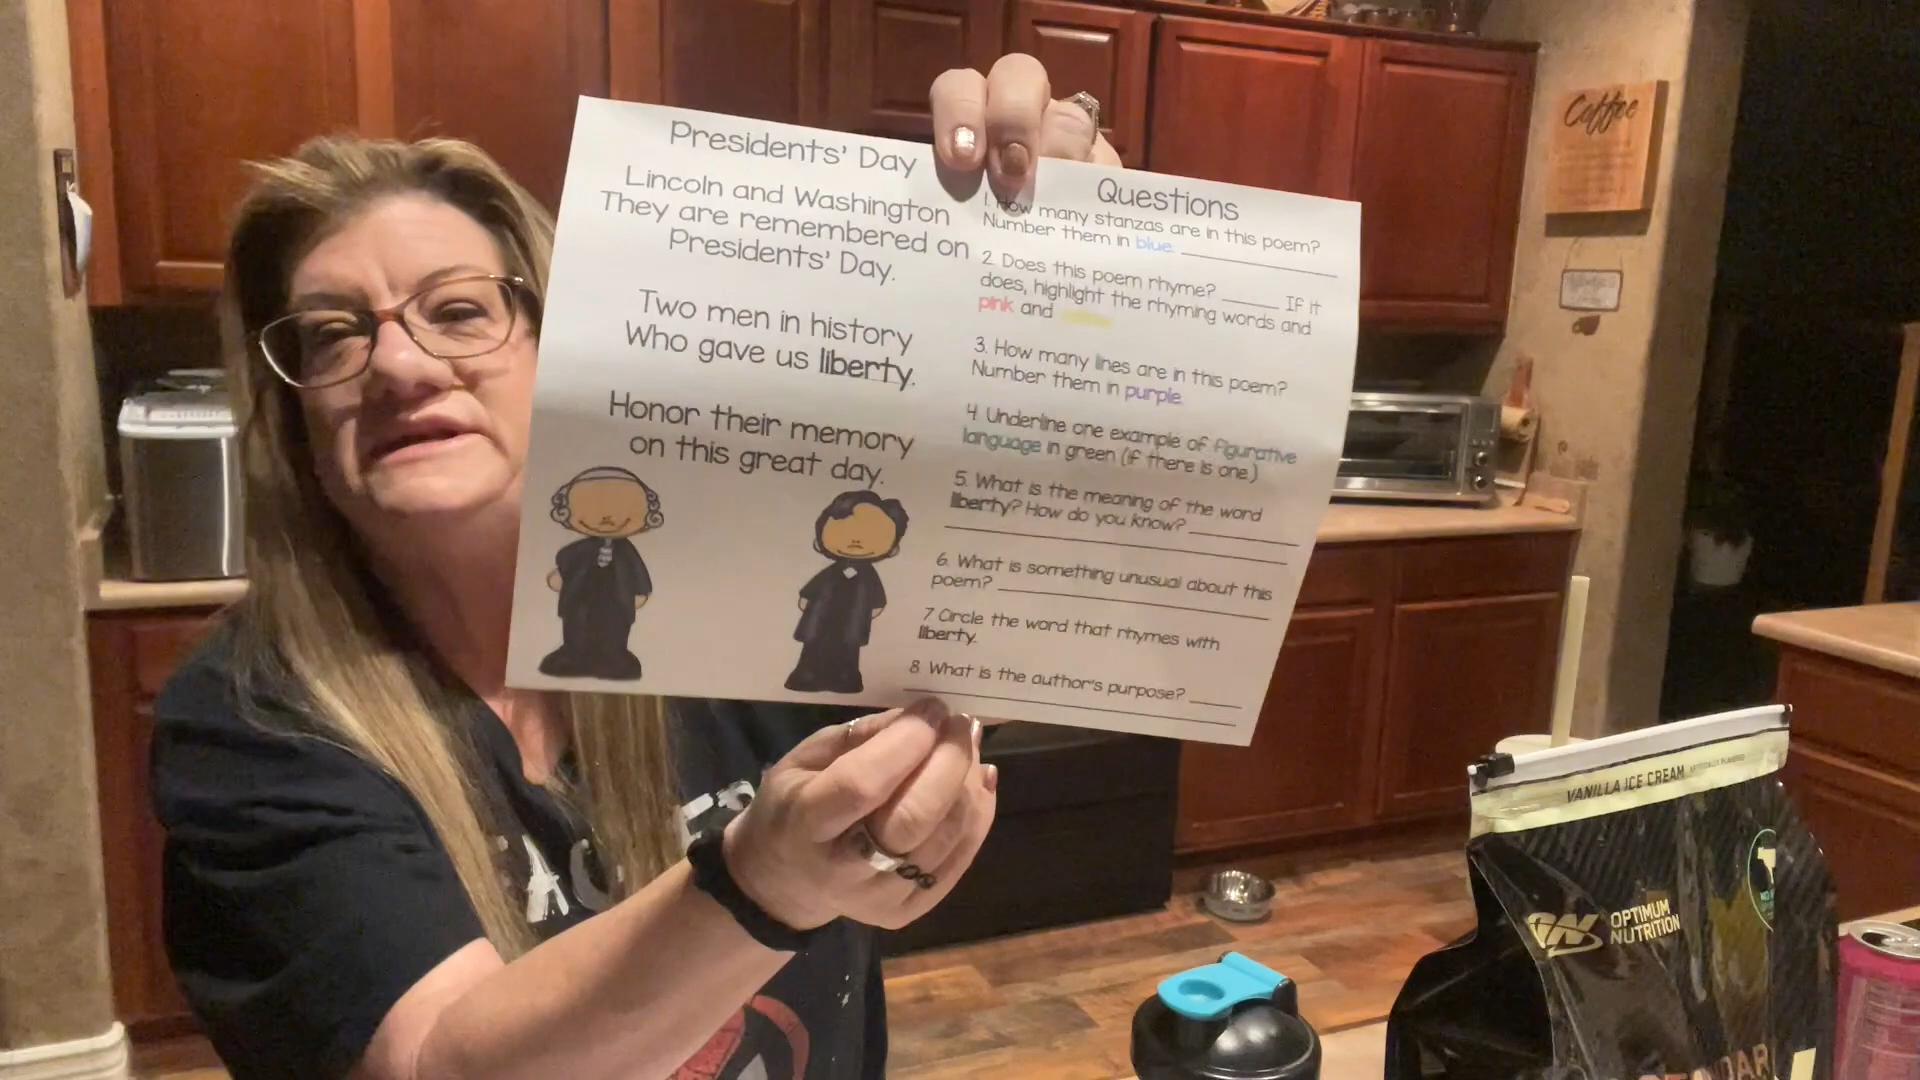 Presidents' Day
Lincoln and Washington
They are remembered on
Presidents' Day.
Two men in history
Who gave us liberty.
Honor their memory
on this great day.
Questions
1. How many stanzas are in this poem?
Number them in blue.
2. Does this poem rhyme? ______ If it
does, highlight the rhyming words and
pink and
3. How many lines are in this poem?
Number them in purple.
4. Underline one example of figurative
language in green (if there is one.)
5. What is the meaning of the word
liberty? How do you know?
6. What is something unusual about this
poem?
7. Circle the word that rhymes with
liberty.
8. What is the author's purpose?
Coffee
VANILLA ICE CREAM ARTIFICIALLY FLAVORED
ON OPTIMUM
NUTRITION